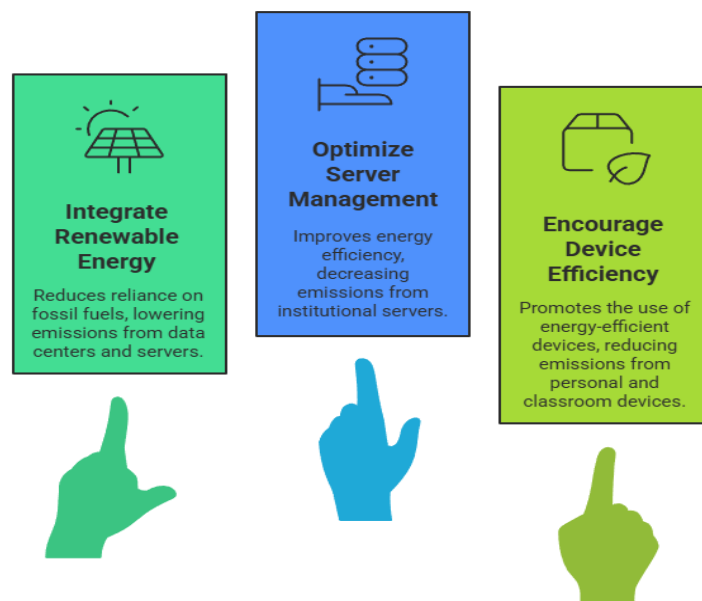 Integrate
Renewable
Energy
Reduces reliance on
fossil fuels, lowering
emissions from data
centers and servers.
Optimize
Server
Management
Improves energy
efficiency,
decreasing
emissions from
institutional servers.
Encourage
Device
Efficiency
Promotes the use of
energy-efficient
devices, reducing
emissions from
personal and
classroom devices.